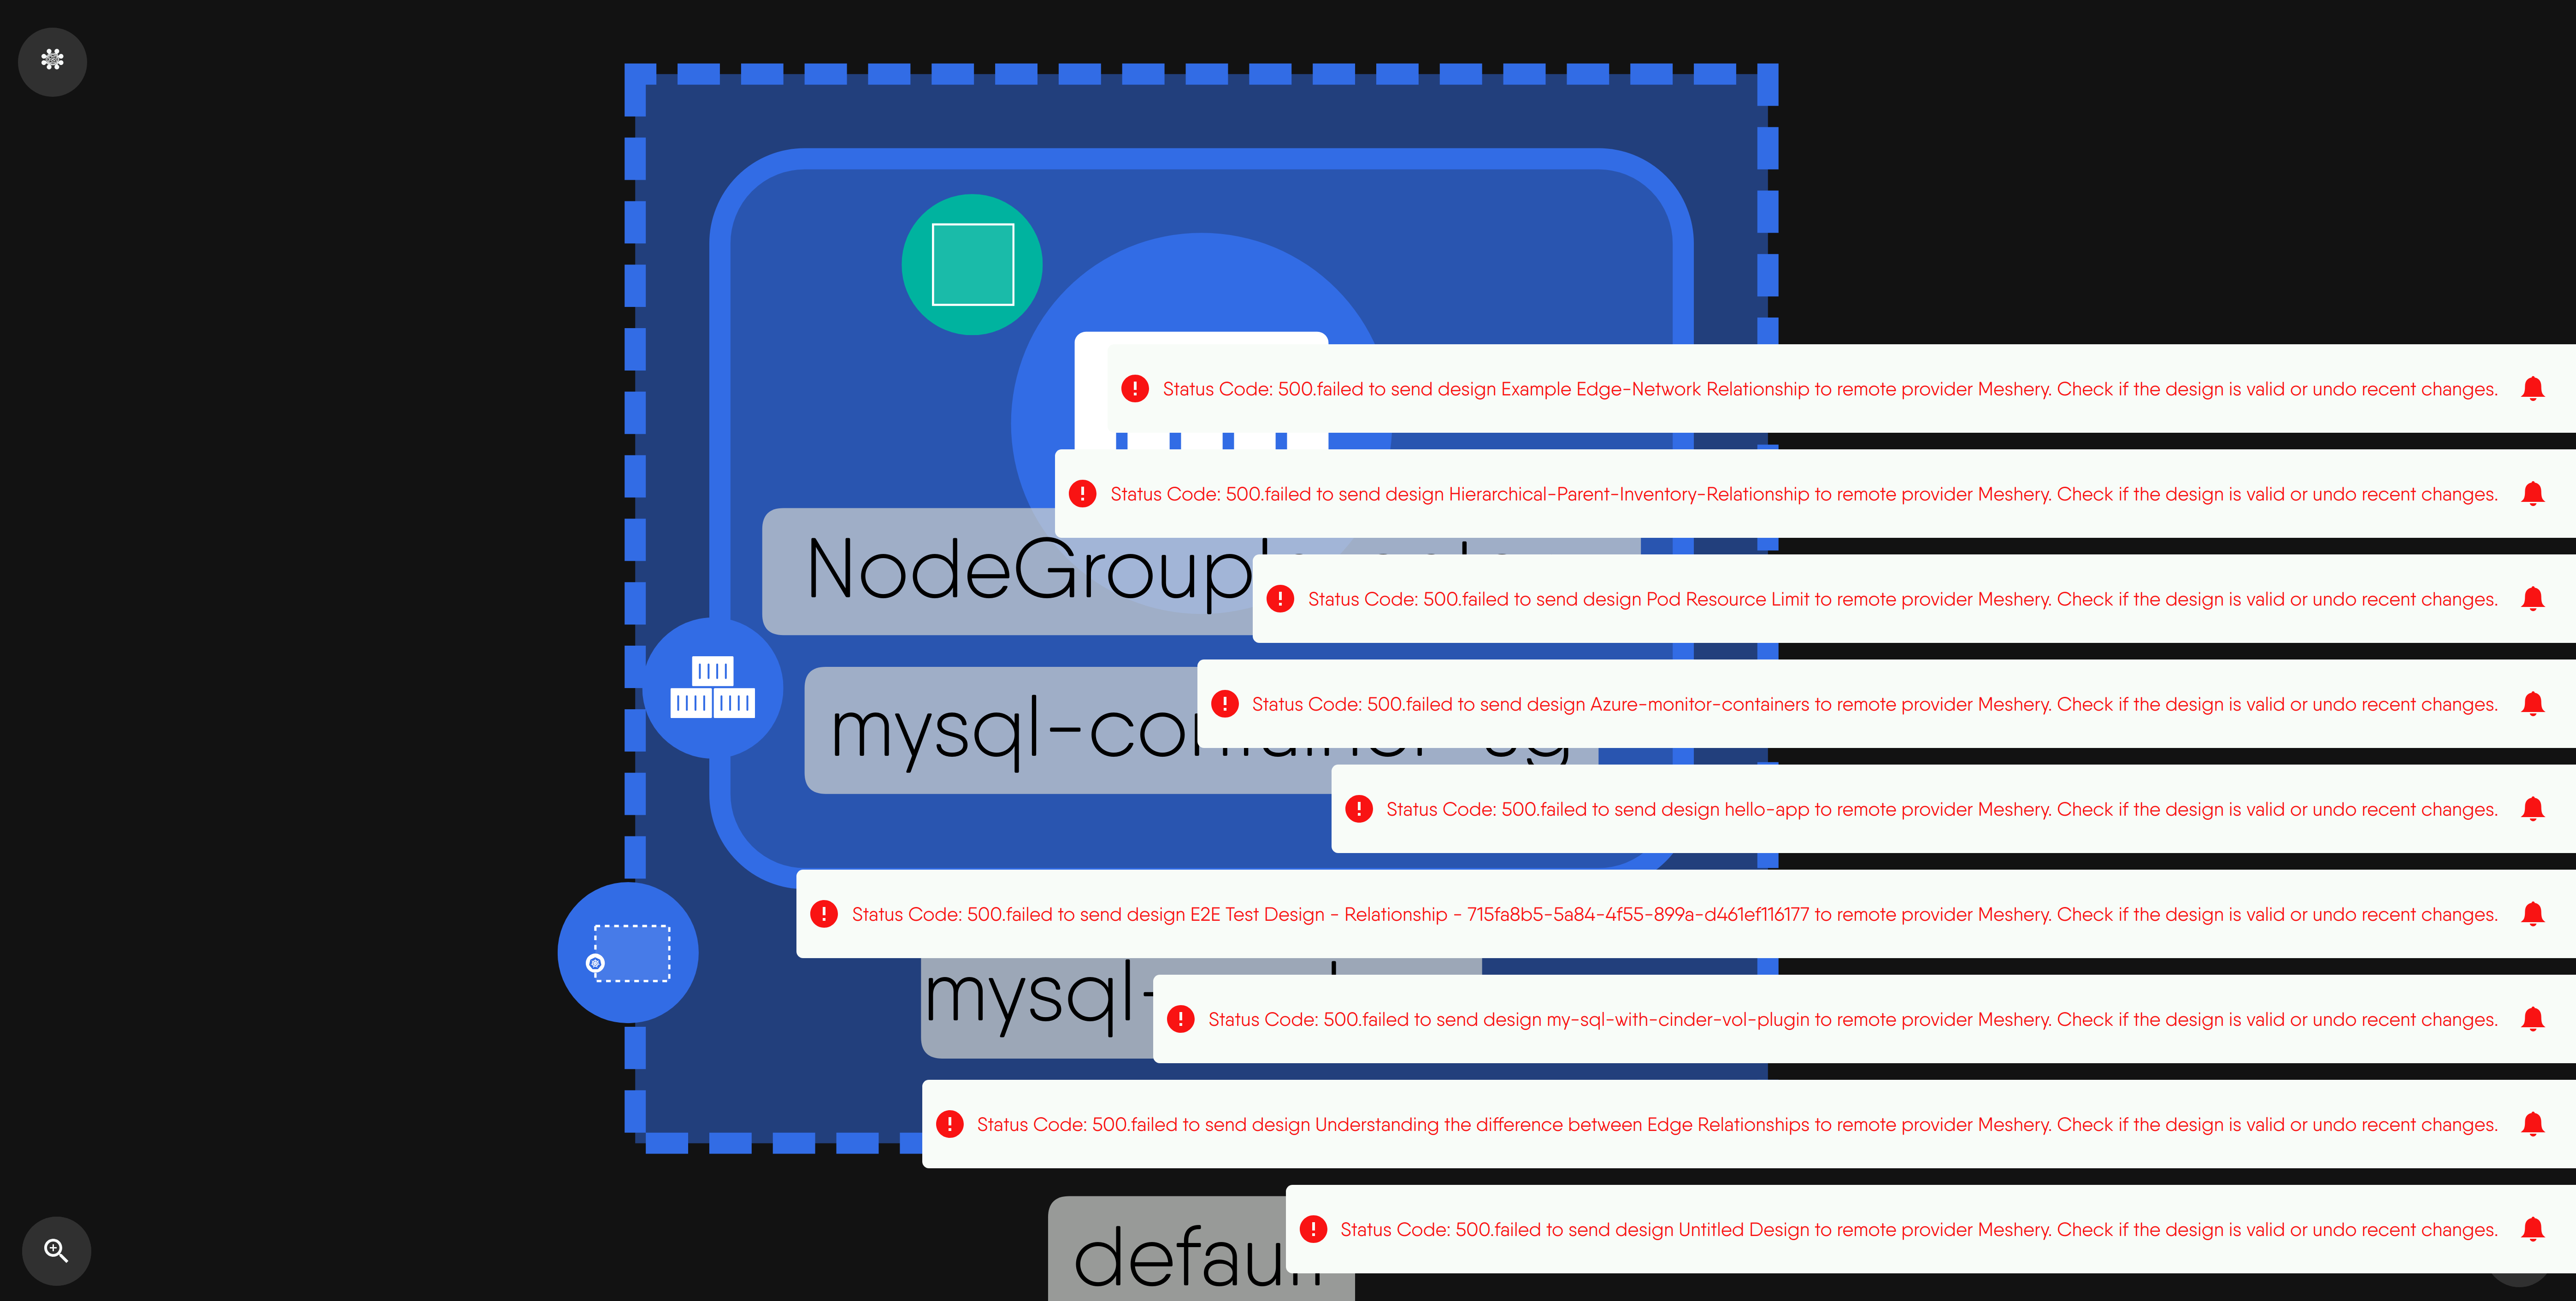 Status Code: 500.failed to send design Example Edge-Network Relationship to remote provider Meshery. Check if the design is valid or undo recent changes.
Status Code: 500.failed to send design Hierarchical-Parent-Inventory-Relationship to remote provider Meshery. Check if the design is valid or undo recent changes.
NodeGroup
Status Code: 500.failed to send design Pod Resource Limit to remote provider Meshery. Check if the design is valid or undo recent changes.
Status Code: 500.failed to send design Azure-monitor-containers to remote provider Meshery. Check if the design is valid or undo recent changes.
mysql-container-sg
Status Code: 500.failed to send design hello-app to remote provider Meshery. Check if the design is valid or undo recent changes.
Status Code: 500.failed to send design E2E Test Design - Relationship - 715fa8b5-5a84-4f55-899a-d461ef116177 to remote provider Meshery. Check if the design is valid or undo recent changes.
mysql-
Status Code: 500.failed to send design my-sql-with-cinder-vol-plugin to remote provider Meshery. Check if the design is valid or undo recent changes.
Status Code: 500.failed to send design Understanding the difference between Edge Relationships to remote provider Meshery. Check if the design is valid or undo recent changes.
Status Code: 500.failed to send design Untitled Design to remote provider Meshery. Check if the design is valid or undo recent changes.
default